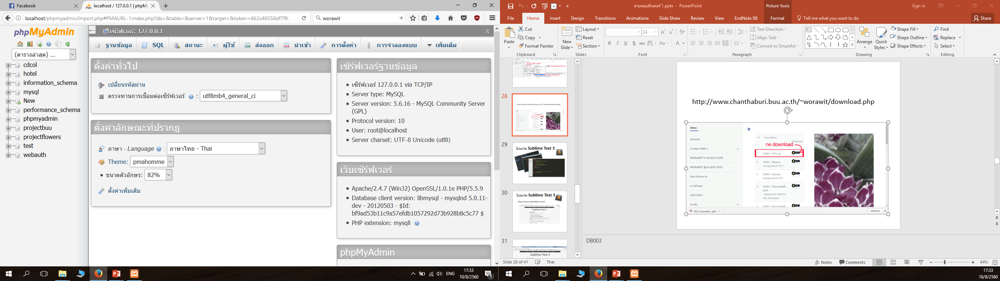 Facebook
localhost / 127.0.0.1 | phpM
localhost/phpmyadmin/import.php#PMAURL-1:index.php?db=&table=&server=1&target=&token=462c46058df7f9
worawit
phpMyAdmin
(ตารางล่าสุด) ...
cdcol
hotel
information_schema
mysql
New
performance_schema
phpmyadmin
projectbuu
projectflowers
test
webauth
เซิร์ฟเวอร์: 127.0.0.1
ฐานข้อมูล SQL สถานะ ผู้ใช้ ส่งออก นำเข้า การตั้งค่า การจำลองแบบ เพิ่มเติม
ตั้งค่าทั่วไป
เปลี่ยนรหัสผ่าน
ตรวจทานการเชื่อมต่อเซิร์ฟเวอร์ : utf8mb4_general_ci
ตั้งค่าลักษณะที่ปรากฏ
ภาษา - Language : ภาษาไทย - Thai
Theme: pmahomme
ขนาดตัวอักษร: 82%
ตั้งค่าเพิ่มเติม
เซิร์ฟเวอร์ฐานข้อมูล
เซิร์ฟเวอร์ 127.0.0.1 via TCP/IP
Server type: MySQL
Server version: 5.6.16 - MySQL Community Server
(GPL)
Protocol version: 10
User: root@localhost
Server charset: UTF-8 Unicode (utf8)
เว็บเซิร์ฟเวอร์
Apache/2.4.7 (Win32) OpenSSL/1.0.1e PHP/5.5.9
Database client version: libmysql - mysqlnd 5.0.11-
dev - 20120503 - $Id:
bf9ad53b11c9a57efdb1057292d73b928b8c5c77 $
PHP extension: mysqli
phpMyAdmin
ENG
17:33
10/8/2560
5
ค่ายคอมพิวเตอร์ 1.pptx - PowerPoint
Picture Tools
Sign in
File Home Insert Design Transitions Animations Slide Show Review View EndNote X8 Format Tell me what you want to do Share
Paste
Cut
Copy
Format Painter
Clipboard
New
Slide
Layout
Reset
Section
Slides
24
B I U S abc AV Aa A
Font
Text Direction
Align Text
Convert to SmartArt
Paragraph
Arrange
Quick
Styles
Shape Fill
Shape Outline
Shape Effects
Drawing
Find
Replace
Select
Editing
28
http://www.chanthaburi.buu.ac.th/~worawit/download.php
29
โปรแกรม Sublime Text 3
30
โปรแกรม Sublime Text 3
https://www.sublimetext.com/3
Sublime Text 3
31
Sublime Text 3
http://www.chanthaburi.buu.ac.th/~worawit/download.php
Menu
หน้าหลัก
การสอน 2560-1
WORAWIT'S GOOGLE SITE
WORAWIT @GO.BUU SITE
จัดการโครงงาน
ดาวน์โหลด
AUCC2017
อ้างอิง
# Description Download
กด download
1 DBMS - HRIS sql
2 DBMS : โปรแกรม
xampp-win32 VC11
3 DBMS : โปรแกรม
xampp-win32 VC9
4 DBMS : โปรแกรมติดตั้ง
JDK8
Require for ORACLE
SQL Developer
DB003
Slide 28 of 41 Thai
Notes Comments 64%
17:33
10/8/2560